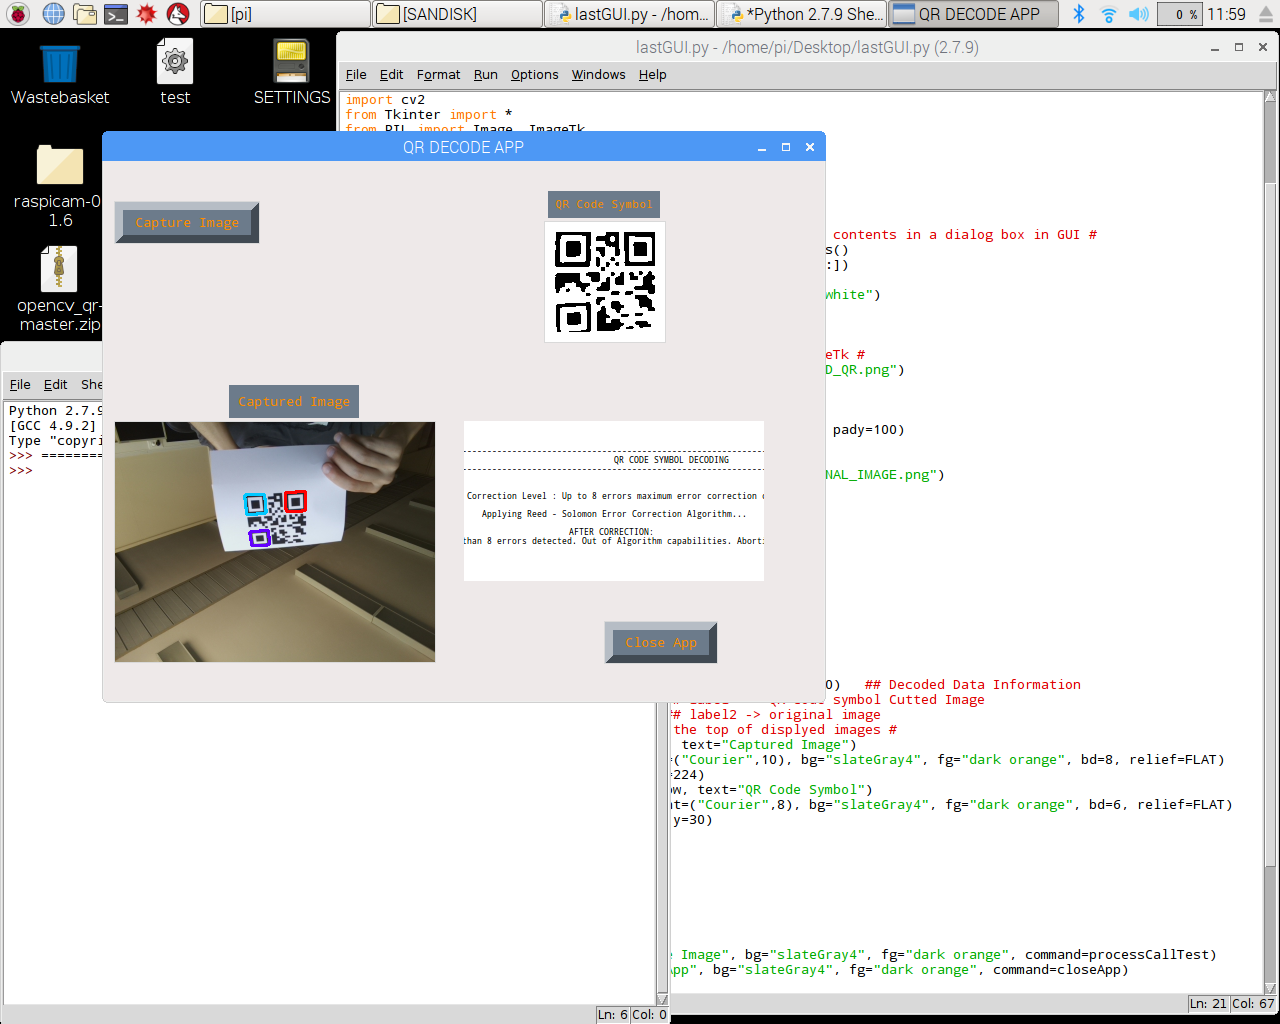 [pi]
[SANDISK]
lastGUI.py - /hom...
*Python 2.7.9 She...
QR DECODE APP
0 %
11:59
Wastebasket
test
SETTINGS
raspicam-0
1.6
opencv_qr-
master.zip
lastGUI.py - /home/pi/Desktop/lastGUI.py (2.7.9)
File Edit Format Run Options Windows Help
import cv2
from Tkinter import *
from PIL import Image, ImageTk
contents in a dialog box in GUI #
s()
:])
white")
eTk #
D_QR.png")
pady=100)
NAL_IMAGE.png")
0) ## Decoded Data Information
symbol Cutted Image
## label2 -> original image
the top of displyed images #
text="Captured Image")
=("Courier",10), bg="slateGray4", fg="dark orange", bd=8, relief=FLAT)
=224)
ow, text="QR Code Symbol")
nt=("Courier",8), bg="slateGray4", fg="dark orange", bd=6, relief=FLAT)
y=30)
e Image", bg="slateGray4", fg="dark orange", command=processCallTest)
App", bg="slateGray4", fg="dark orange", command=closeApp)
Ln: 21 Col: 67
QR DECODE APP
Capture Image
QR Code Symbol
Captured Image
QR CODE SYMBOL DECODING
Correction Level : Up to 8 errors maximum error correction c
Applying Reed - Solomon Error Correction Algorithm...
AFTER CORRECTION:
than 8 errors detected. Out of Algorithm capabilities. Aborti
Close App
File Edit She
Python 2.7.9
[GCC 4.9.2]
Type "copyri
>>> =========
>>>
Ln: 6 Col: 0